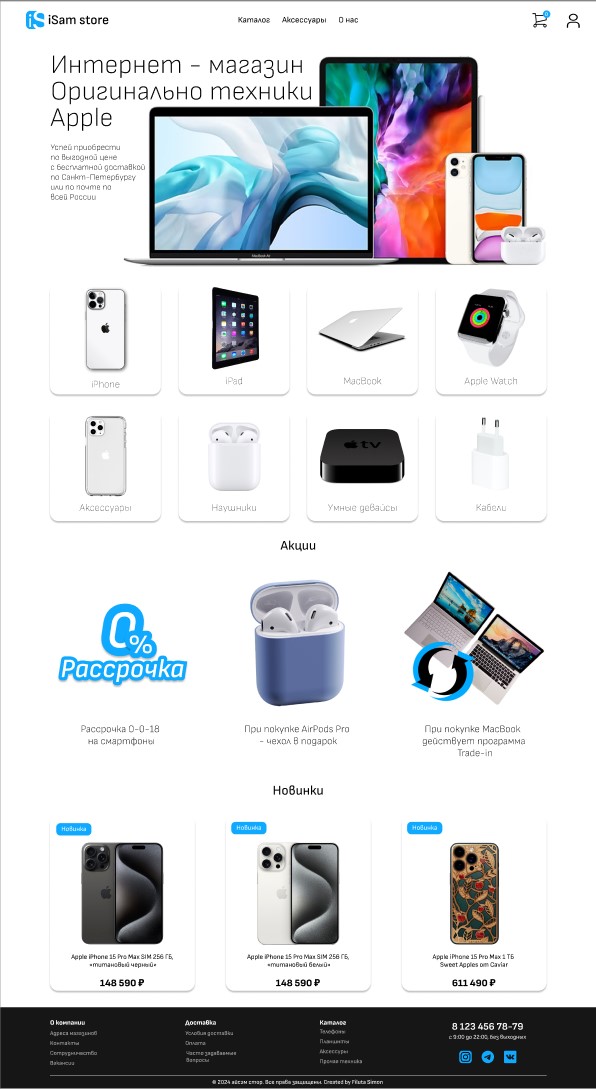 iS iSam store
Каталог Аксессуары О нас
0
Интернет - магазин
Оригинально техники
Apple
Успей приобрести
по выгодной цене
с бесплатной доставкой
по Санкт-Петербургу
или по почте по
всей России
MacBook Air
iPhone
iPad
MacBook
Apple Watch
tv
Аксессуары
Наушники
Умные девайсы
Кабели
Акции
0%
Рассрочка
Рассрочка 0-0-18
на смартфоны
При покупке AirPods Pro
- чехол в подарок
При покупке MacBook
действует программа
Trade-in
Новинки
Новинка
Apple iPhone 15 Pro Max SIM 256 ГБ,
«титановый черный»
148 590 ₽
Новинка
Apple iPhone 15 Pro Max SIM 256 ГБ,
«титановый белый»
148 590 ₽
Новинка
Apple iPhone 15 Pro Max 1 ТБ
Sweet Apples от Caviar
611 490 ₽
О компании
Адреса магазинов
Контакты
Сотрудничество
Вакансии
Доставка
Условия доставки
Оплата
Часто задаваемые
вопросы
Каталог
Телефоны
Планшеты
Аксессуары
Прочая техника
8 123 456 78-79
с 9:00 до 22:00, без выходных
© 2024 айсам стор. Все права защищены. Created by Filuta Simon